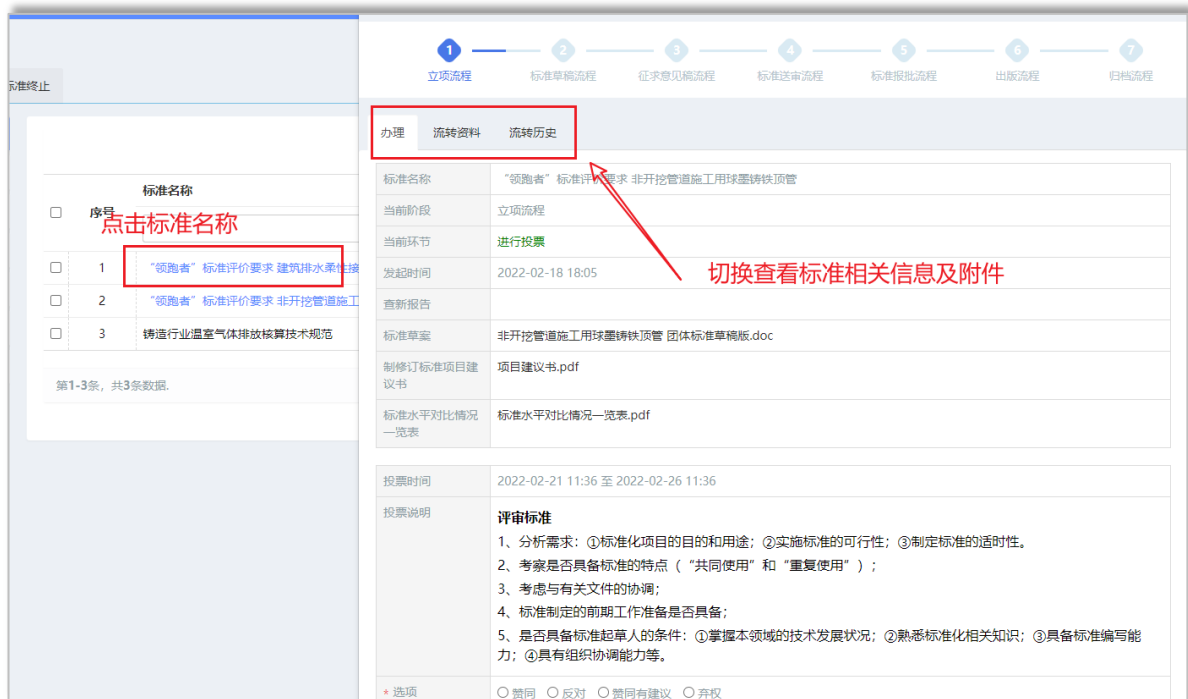 1 2 3 4 5 6 7
立项流程 标准草稿流程 征求意见稿流程 标准送审流程 标准报批流程 出版流程 归档流程
标准终止
办理 流转资料 流转历史
标准名称
序号
点击标准名称
1 “领跑者”标准评价要求 建筑排水柔性接
2 “领跑者”标准评价要求 非开挖管道施工
3 铸造行业温室气体排放核算技术规范
第1-3条，共3条数据.
标准名称 “领跑者”标准评价要求 非开挖管道施工用球墨铸铁顶管
当前阶段 立项流程
当前环节 进行投票
发起时间 2022-02-18 18:05
切换查看标准相关信息及附件
查新报告
标准草案 非开挖管道施工用球墨铸铁顶管 团体标准草稿版.doc
制修订标准项目建 项目建议书.pdf
议书
标准水平对比情况 标准水平对比情况一览表.pdf
一览表
投票时间 2022-02-21 11:36 至 2022-02-26 11:36
投票说明 评审标准
1、分析需求：①标准化项目的目的和用途；②实施标准的可行性；③制定标准的适时性。
2、考察是否具备标准的特点（“共同使用”和“重复使用”）；
3、考虑与有关文件的协调；
4、标准制定的前期工作准备是否具备；
5、是否具备标准起草人的条件：①掌握本领域的技术发展状况；②熟悉标准化相关知识；③具备标准编写能
力；④具有组织协调能力等。
* 选项 赞同 反对 赞同有建议 弃权